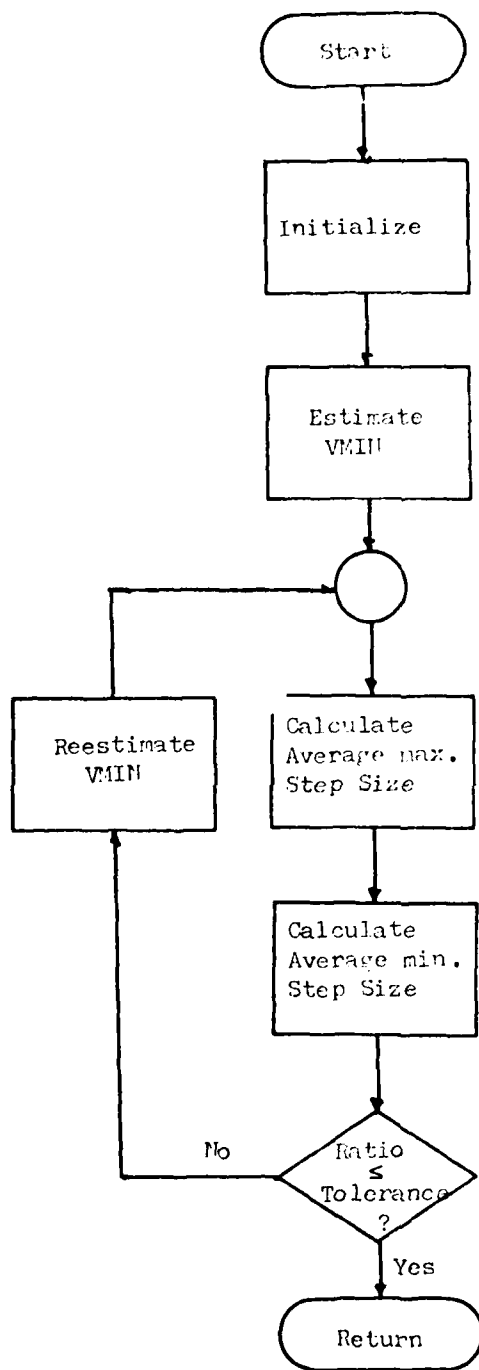 Start
Initialize
Estimate
VMIN
Reestimate
VMIN
Calculate
Average max.
Step Size
Calculate
Average min.
Step Size
No
Ratio
≤
Tolerance
?
Yes
Return